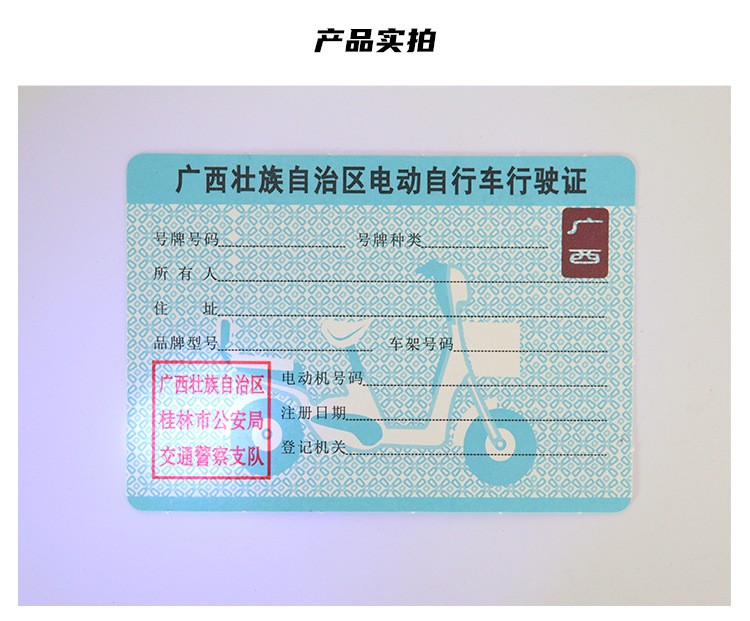 产品实拍
广西壮族自治区电动自行车行驶证
广西
号牌号码 号牌种类
所有人
住址
品牌型号 车架号码
电动机号码
注册日期
登记机关
广西壮族自治区
桂林市公安局
交通警察支队